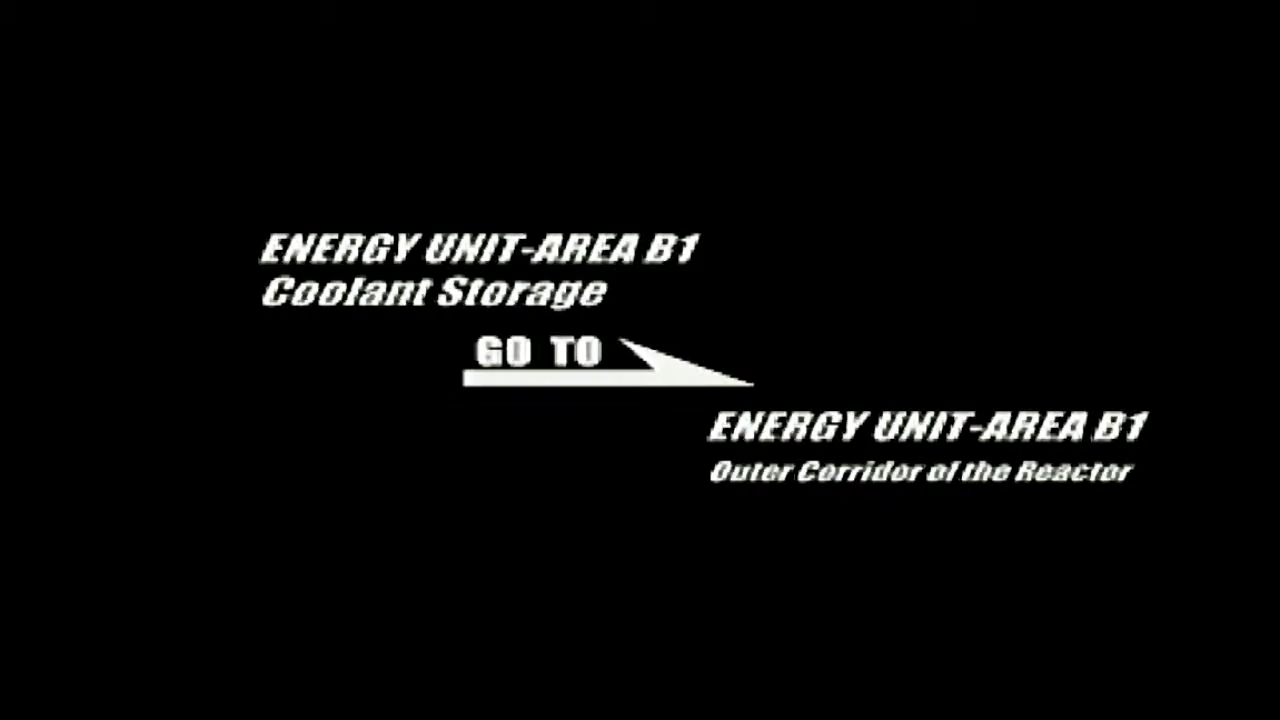 ENERGY UNIT-AREA B1
Coolant Storage
GO TO
ENERGY UNIT-AREA B1
Outer Corridor of the Reactor